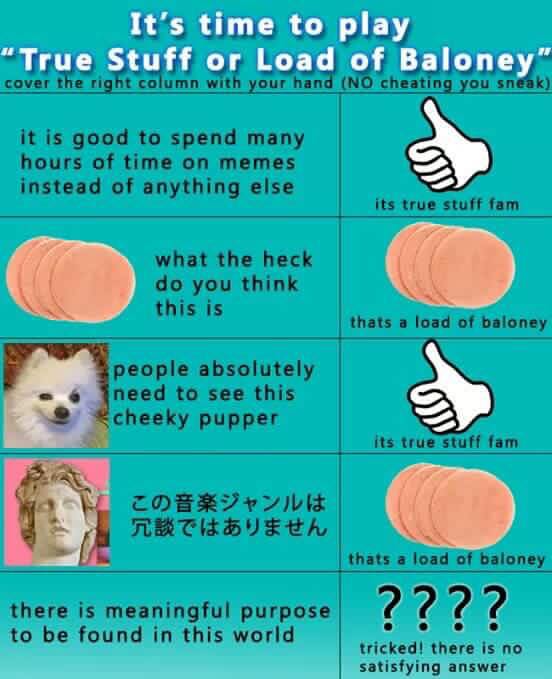 It's time to play
"True Stuff or Load of Baloney"
cover the right column with your hand (NO cheating you sneak)
it is good to spend many
hours of time on memes
instead of anything else
its true stuff fam
what the heck
do you think
this is
thats a load of baloney
people absolutely
need to see this
cheeky pupper
its true stuff fam
この音楽ジャンルは
冗談ではありません
thats a load of baloney
there is meaningful purpose
to be found in this world
????
tricked! there is no
satisfying answer